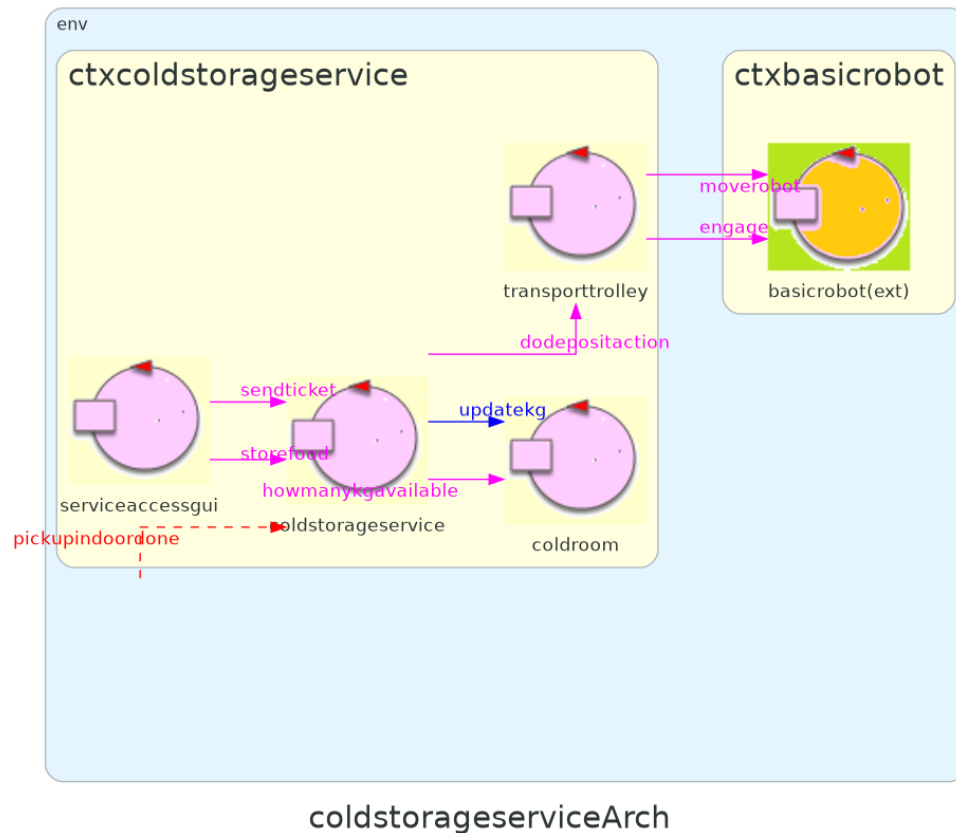 env
ctxcoldstorageservice
ctxbasicrobot
moverobot
engage
transporttrolley
basicrobot(ext)
dodepositaction
sendticket
updatekg
storefood
howmanykgavailable
serviceaccessgui
coldstorageservice
pickupindoordone
coldroom
coldstorageserviceArch